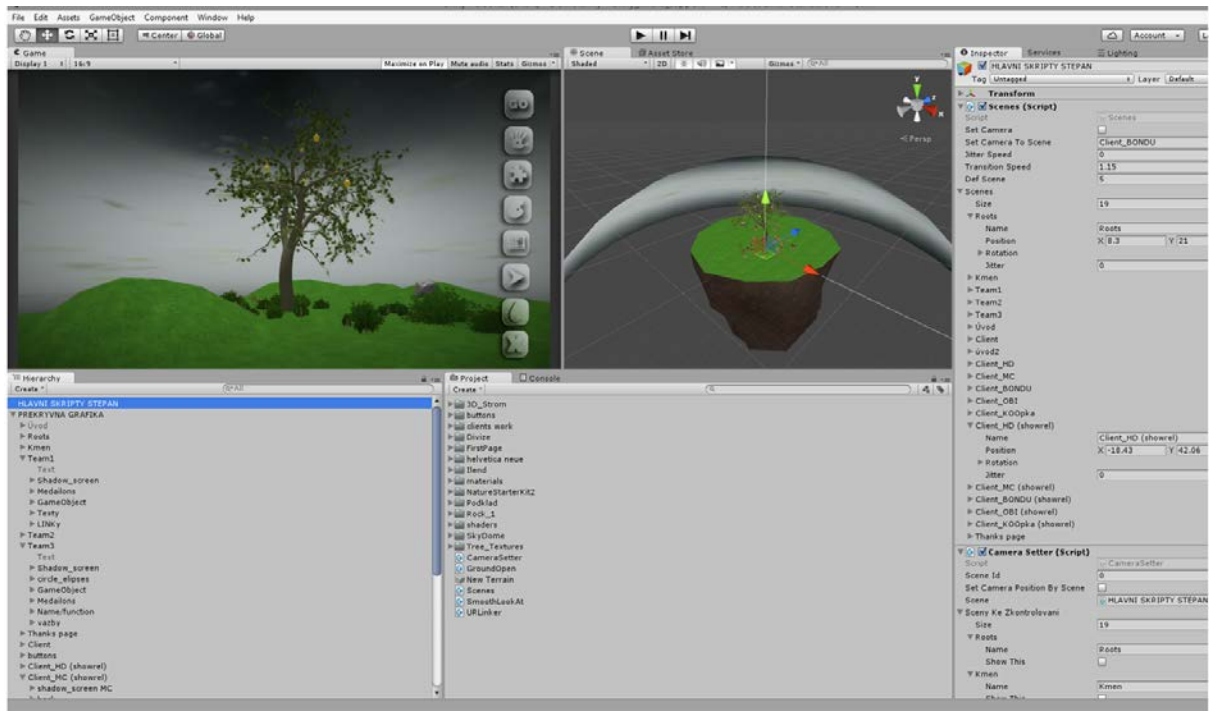 File Edit Assets GameObject Component Window Help
Center Global
Account
Game
Display 1 16:9 Maximize on Play Mute audio Stats Gizmos
GO
Scene Asset Store
Shaded 2D Gizmos All
y
x
Persp
Hierarchy
Create All
HLAVNI SKRIPTY STEPAN
PREKRYVNA GRAFIKA
Úvod
Roots
Kmen
Team1
Text
Shadow_screen
Medailons
GameObject
Texty
LINKy
Team2
Team3
Text
Shadow_screen
circle_elipses
GameObject
Medailons
Name/function
vazby
Thanks page
Client
buttons
Client_HD (showrel)
Client_MC (showrel)
shadow_screen MC
Project Console
Create
3D_Strom
buttons
clients work
Divize
FirstPage
helvetica neue
Ilend
materials
NatureStarterKit2
Podklad
Rock_1
shaders
SkyDome
Tree_Textures
CameraSetter
GroundOpen
New Terrain
Scenes
SmoothLookAt
URLinker
Inspector Services Lighting
HLAVNI SKRIPTY STEPAN
Tag Untagged Layer Default
Transform
Scenes (Script)
Script Scenes
Set Camera
Set Camera To Scene Client_BONDU
Jitter Speed 0
Transition Speed 1.15
Def Scene 5
Scenes
Size 19
Roots
Name Roots
Position X 8.3 Y 21
Rotation
Jitter 0
Kmen
Team1
Team2
Team3
Úvod
Client
úvod2
Client_HD
Client_MC
Client_BONDU
Client_OBI
Client_KOOpka
Client_HD (showrel)
Name Client_HD (showrel)
Position X -18.43 Y 42.06
Rotation
Jitter 0
Client_MC (showrel)
Client_BONDU (showrel)
Client_OBI (showrel)
Client_KOOpka (showrel)
Thanks page
Camera Setter (Script)
Script CameraSetter
Scene Id 0
Set Camera Position By Scene
Scene HLAVNI SKRIPTY STEPAN
Sceny Ke Zkontrolovani
Size 19
Roots
Name Roots
Show This
Kmen
Name Kmen